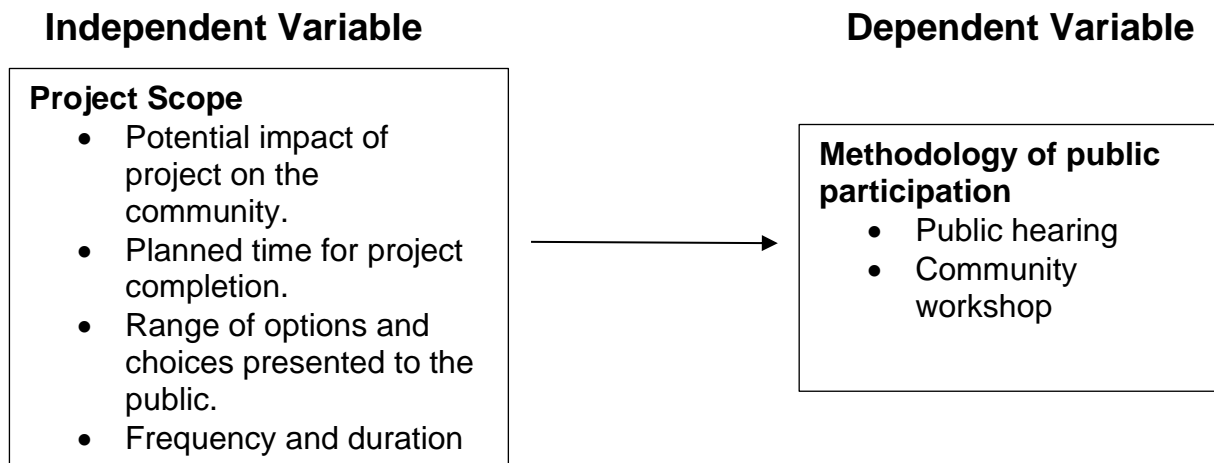 Independent Variable
Dependent Variable
Project Scope
• Potential impact of
project on the
community.
• Planned time for project
completion.
• Range of options and
choices presented to the
public.
• Frequency and duration
Methodology of public
participation
• Public hearing
• Community
workshop